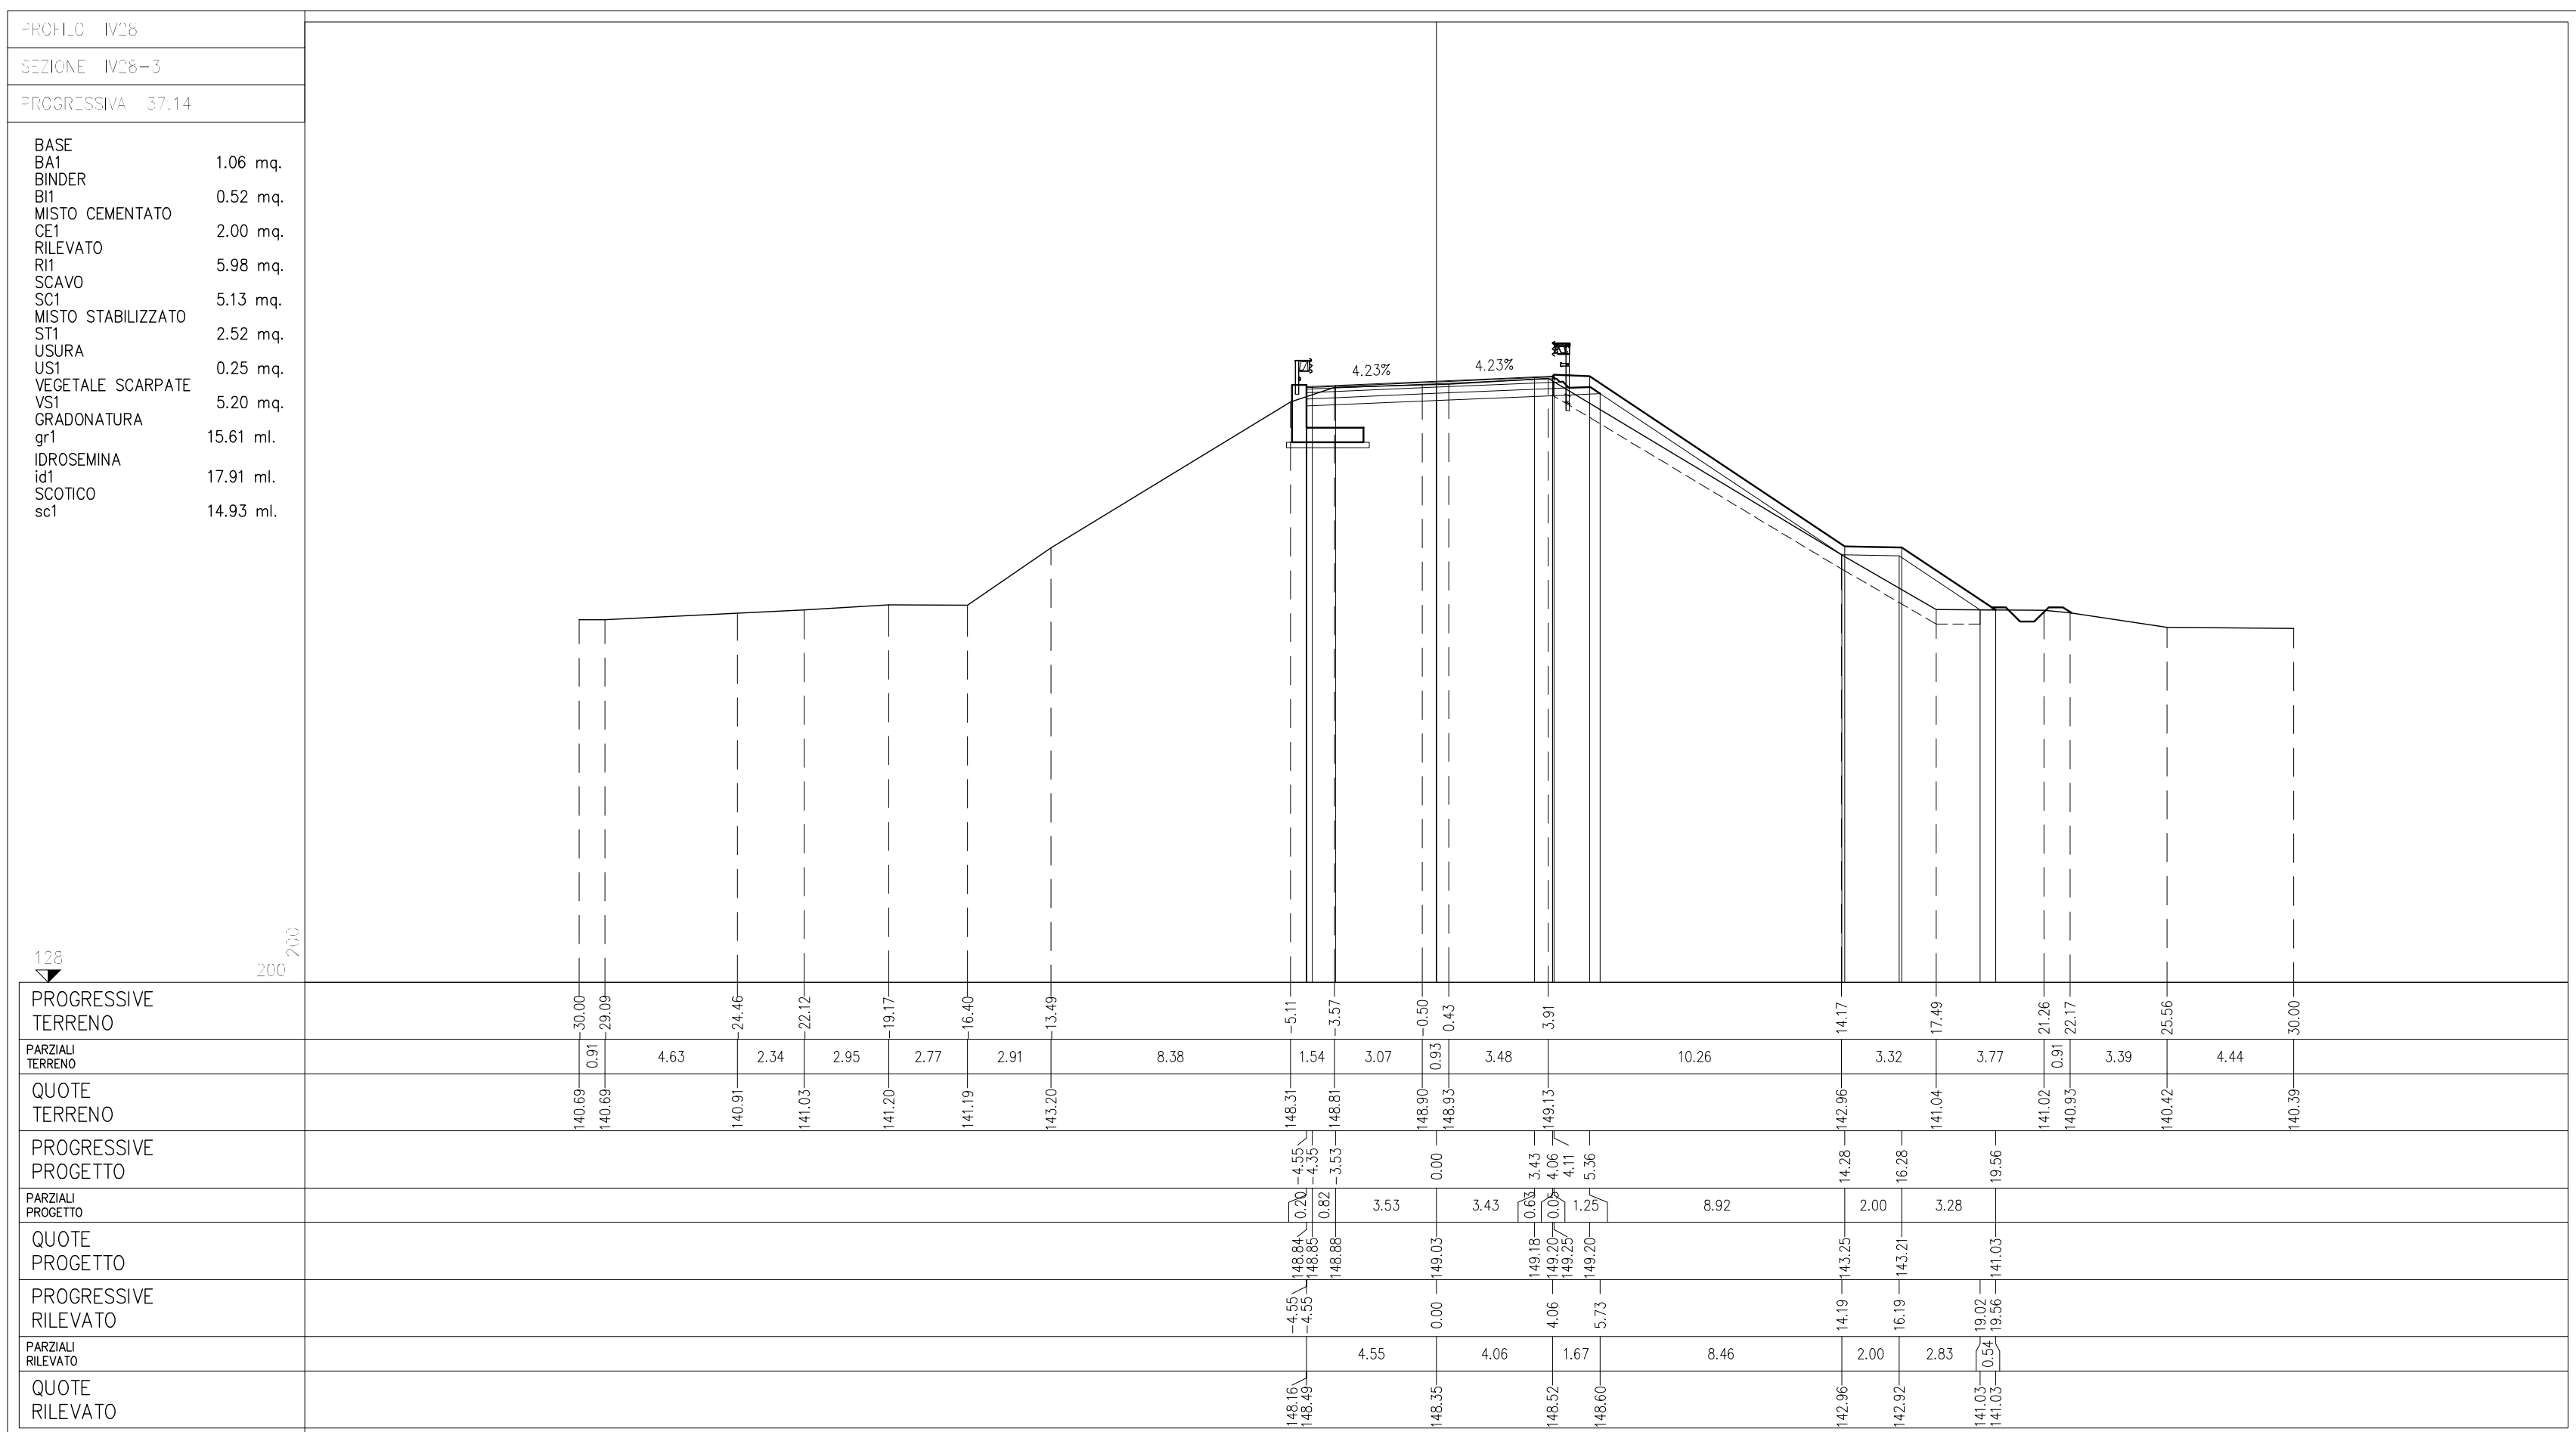 PROFILO IV28
SEZIONE IV28-3
PROGRESSIVA 37.14
BASE
BA1 1.06 mq.
BINDER
BI1 0.52 mq.
MISTO CEMENTATO
CE1 2.00 mq.
RILEVATO
RI1 5.98 mq.
SCAVO
SC1 5.13 mq.
MISTO STABILIZZATO
ST1 2.52 mq.
USURA
US1 0.25 mq.
VEGETALE SCARPATE
VS1 5.20 mq.
GRADONATURA
gr1 15.61 ml.
IDROSEMINA
id1 17.91 ml.
SCOTICO
sc1 14.93 ml.
4.23% 4.23%
128 200 200
PROGRESSIVE
TERRENO
-30.00 -29.09 -24.46 -22.12 -19.17 -16.40 -13.49 -5.11 -3.57 -0.50 0.43 3.91 14.17 17.49 21.26 22.17 25.56 30.00
PARZIALI
TERRENO
0.91 4.63 2.34 2.95 2.77 2.91 8.38 1.54 3.07 0.93 3.48 10.26 3.32 3.77 0.91 3.39 4.44
QUOTE
TERRENO
140.69 140.69 140.91 141.03 141.20 141.19 143.20 148.31 148.81 148.90 148.93 149.13 142.96 141.04 141.02 140.93 140.42 140.39
PROGRESSIVE
PROGETTO
-4.55 -4.35 -3.53 0.00 3.43 4.06 4.11 5.36 14.28 16.28 19.56
PARZIALI
PROGETTO
0.20 0.82 3.53 3.43 0.63 0.05 1.25 8.92 2.00 3.28
QUOTE
PROGETTO
148.84 148.85 148.88 149.03 149.18 149.20 149.25 149.20 143.25 143.21 141.03
PROGRESSIVE
RILEVATO
-4.55 -4.55 0.00 4.06 5.73 14.19 16.19 19.02 19.56
PARZIALI
RILEVATO
4.55 4.06 1.67 8.46 2.00 2.83 0.54
QUOTE
RILEVATO
148.16 148.49 148.35 148.52 148.60 142.96 142.92 141.03 141.03